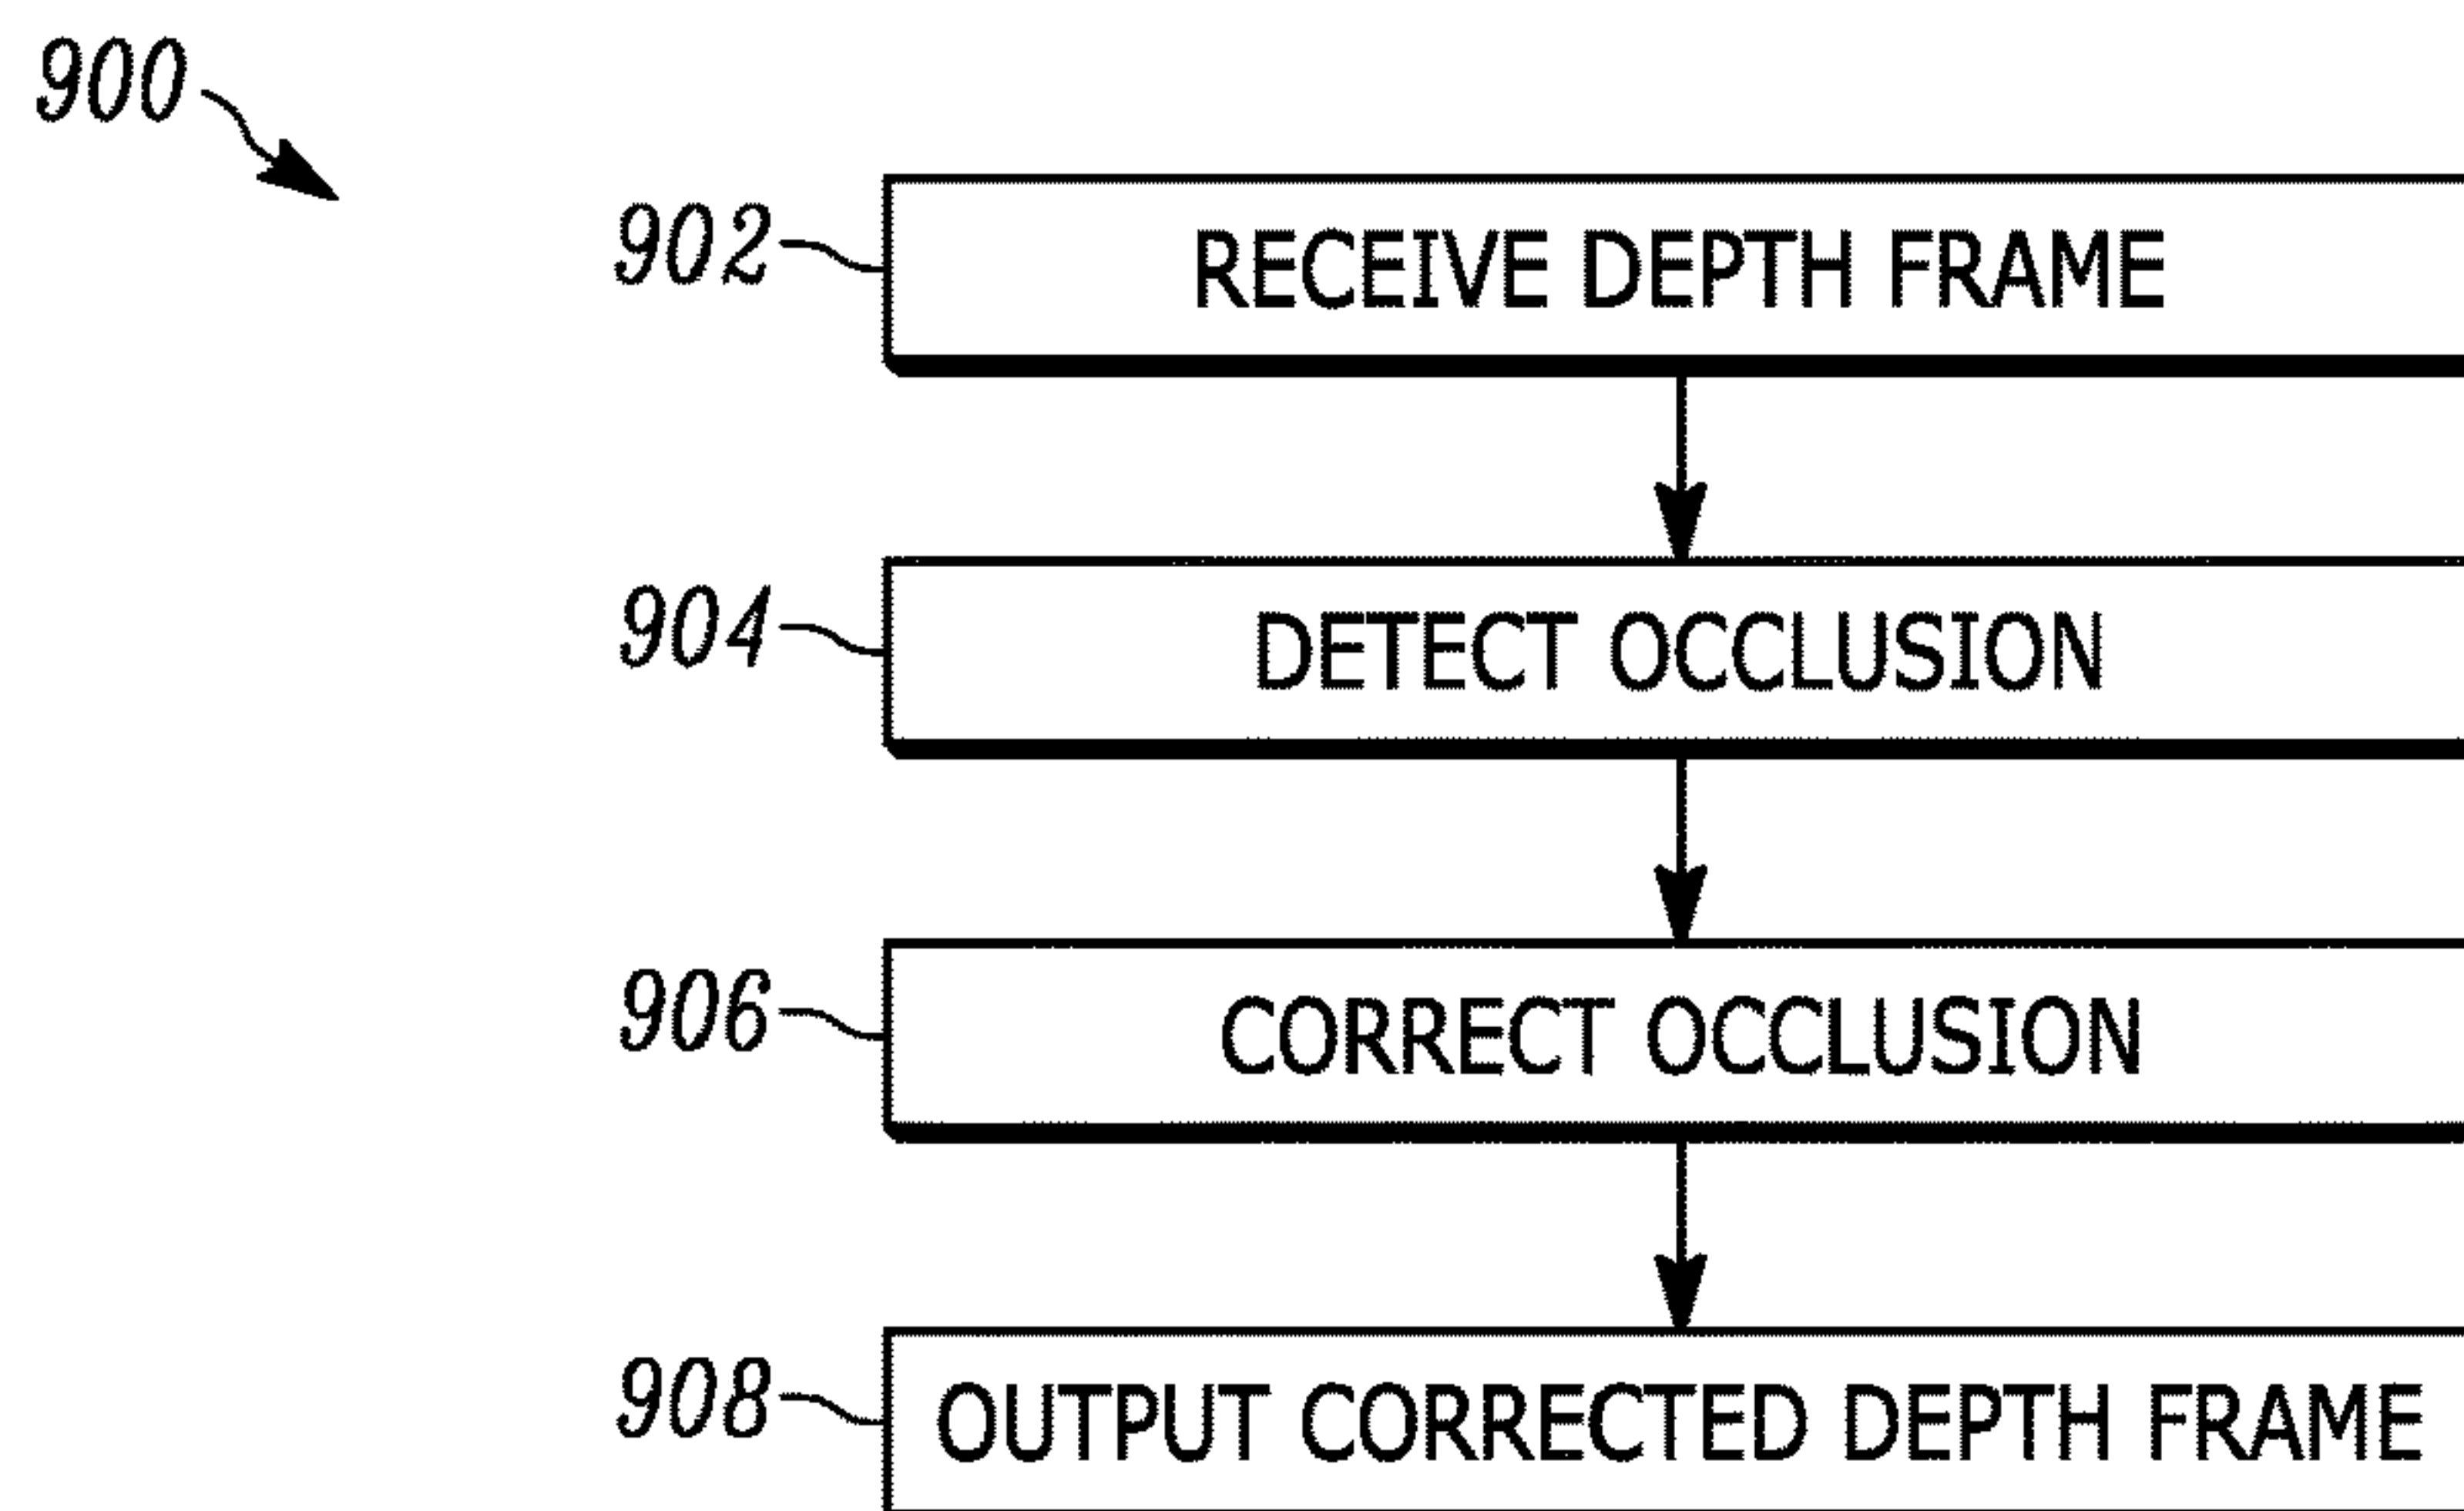 900
902
RECEIVE DEPTH FRAME
904
DETECT OCCLUSION
906
CORRECT OCCLUSION
908
OUTPUT CORRECTED DEPTH FRAME